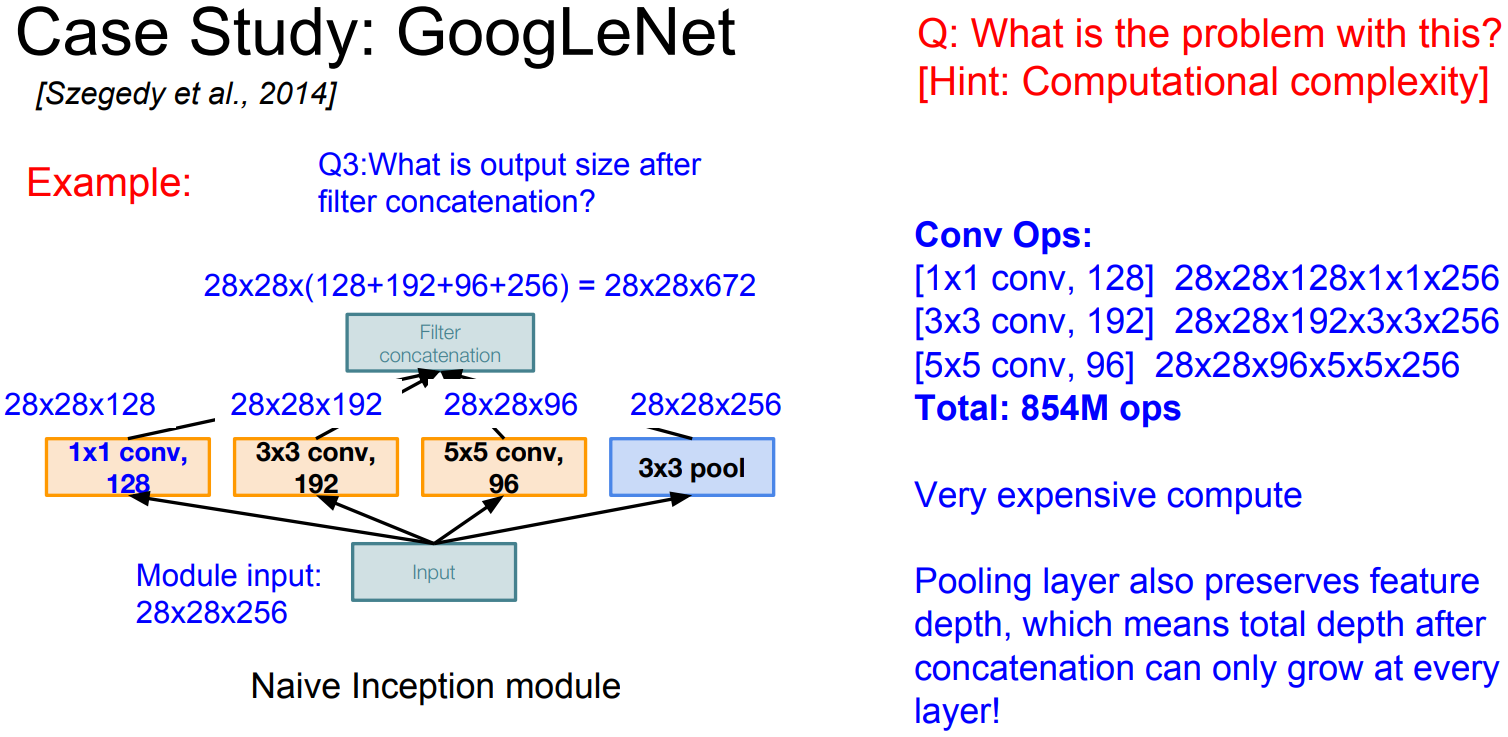 Case Study: GoogLeNet
[Szegedy et al., 2014]
Q: What is the problem with this?
[Hint: Computational complexity]
Example:
Q3:What is output size after
filter concatenation?
28x28x(128+192+96+256) = 28x28x672
Filter
concatenation
28x28x128
28x28x192
28x28x96
28x28x256
1x1 conv,
128
3x3 conv,
192
5x5 conv,
96
3x3 pool
Module input:
28x28x256
Input
Naive Inception module
Conv Ops:
[1x1 conv, 128] 28x28x128x1x1x256
[3x3 conv, 192] 28x28x192x3x3x256
[5x5 conv, 96] 28x28x96x5x5x256
Total: 854M ops
Very expensive compute
Pooling layer also preserves feature
depth, which means total depth after
concatenation can only grow at every
layer!